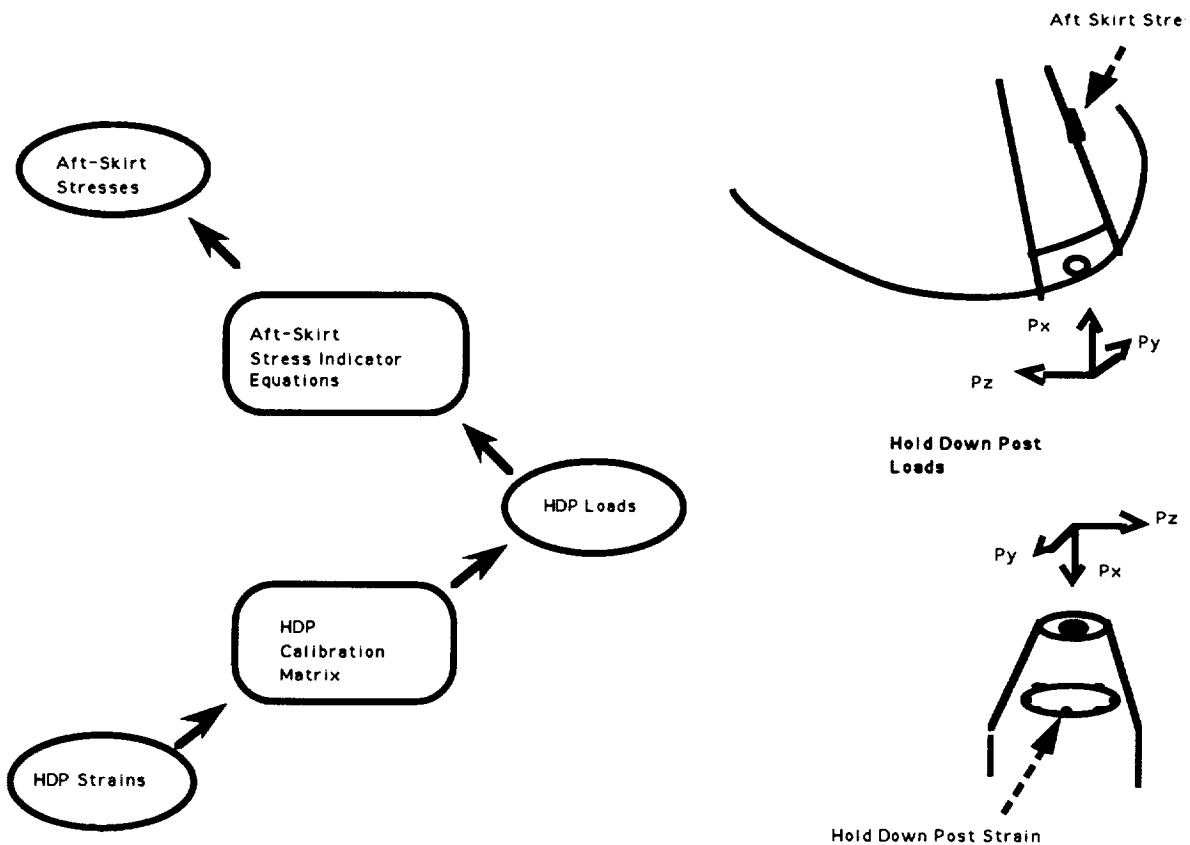 Aft Skirt Stre
Aft-Skirt
Stresses
Aft-Skirt
Stress Indicator
Equations
Px
Py
Pz
Hold Down Post
Loads
HDP Loads
Pz
Py
Px
HDP
Calibration
Matrix
HDP Strains
Hold Down Post Strain